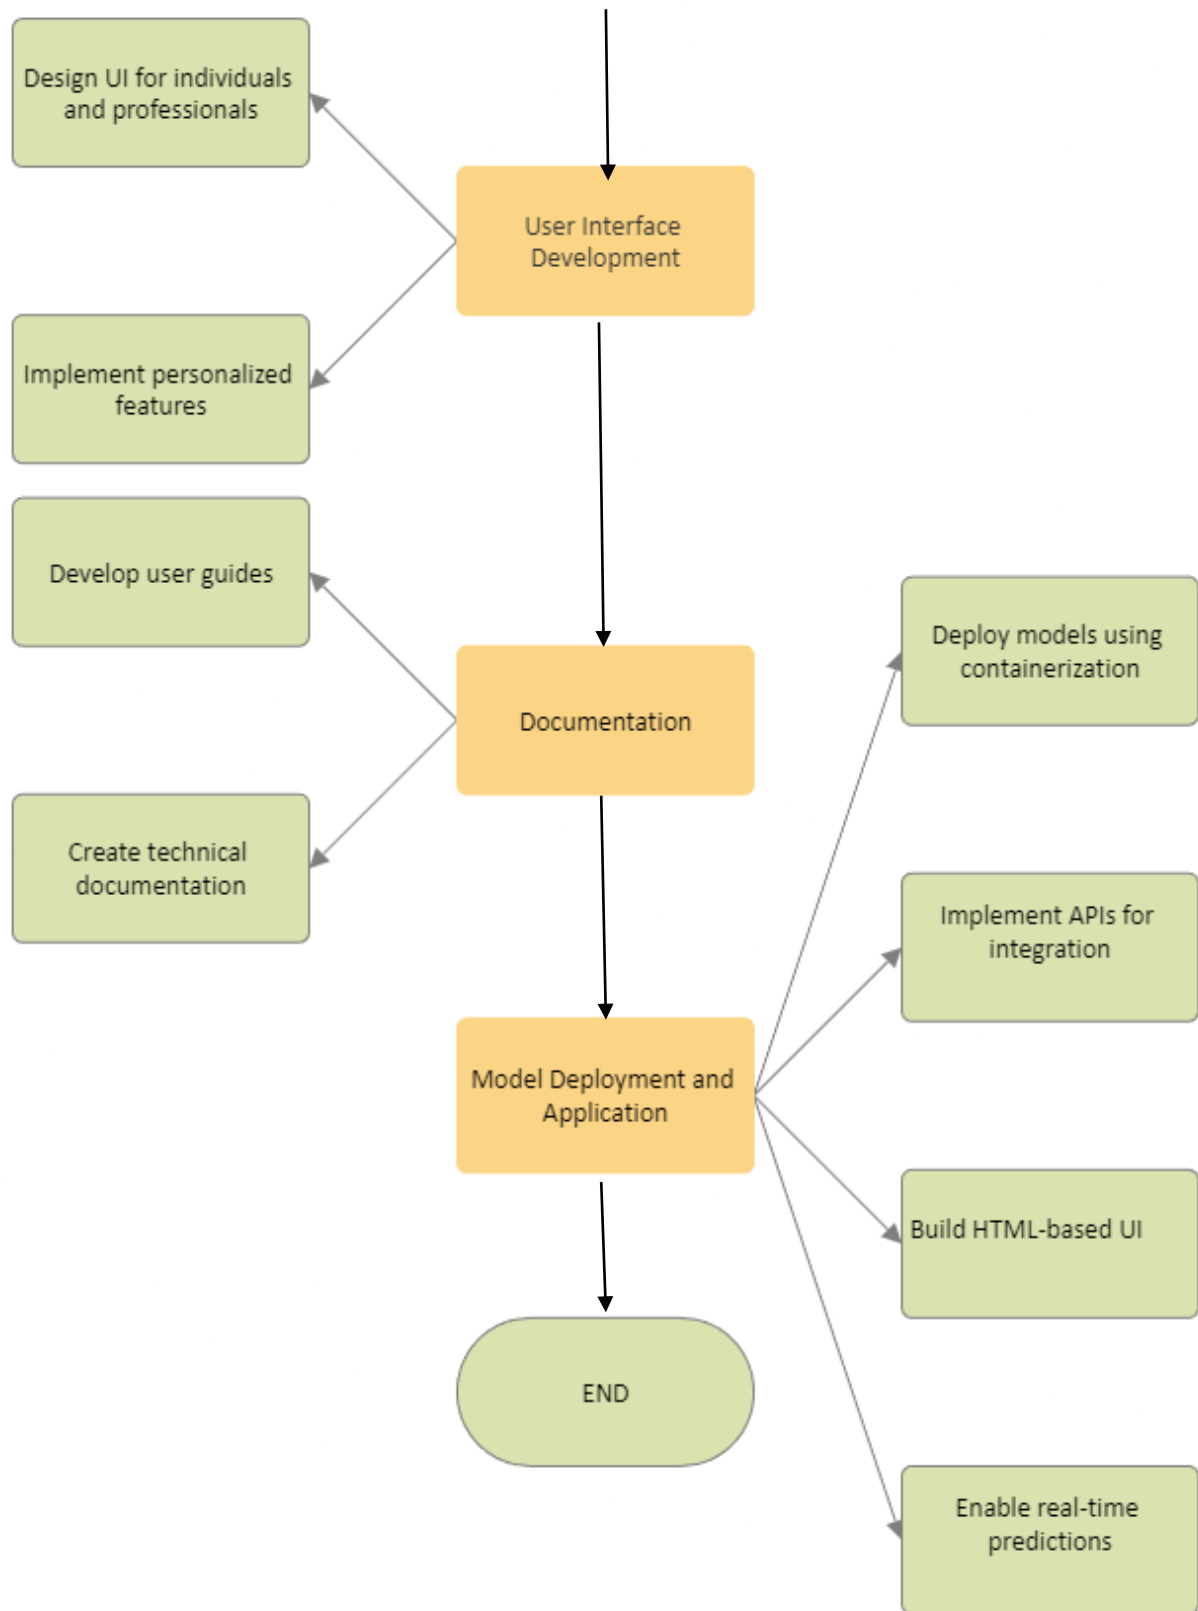 Design UI for individuals
and professionals
User Interface
Development
Implement personalized
features
Develop user guides
Deploy models using
containerization
Documentation
Create technical
documentation
Implement APIs for
integration
Model Deployment and
Application
Build HTML-based UI
END
Enable real-time
predictions